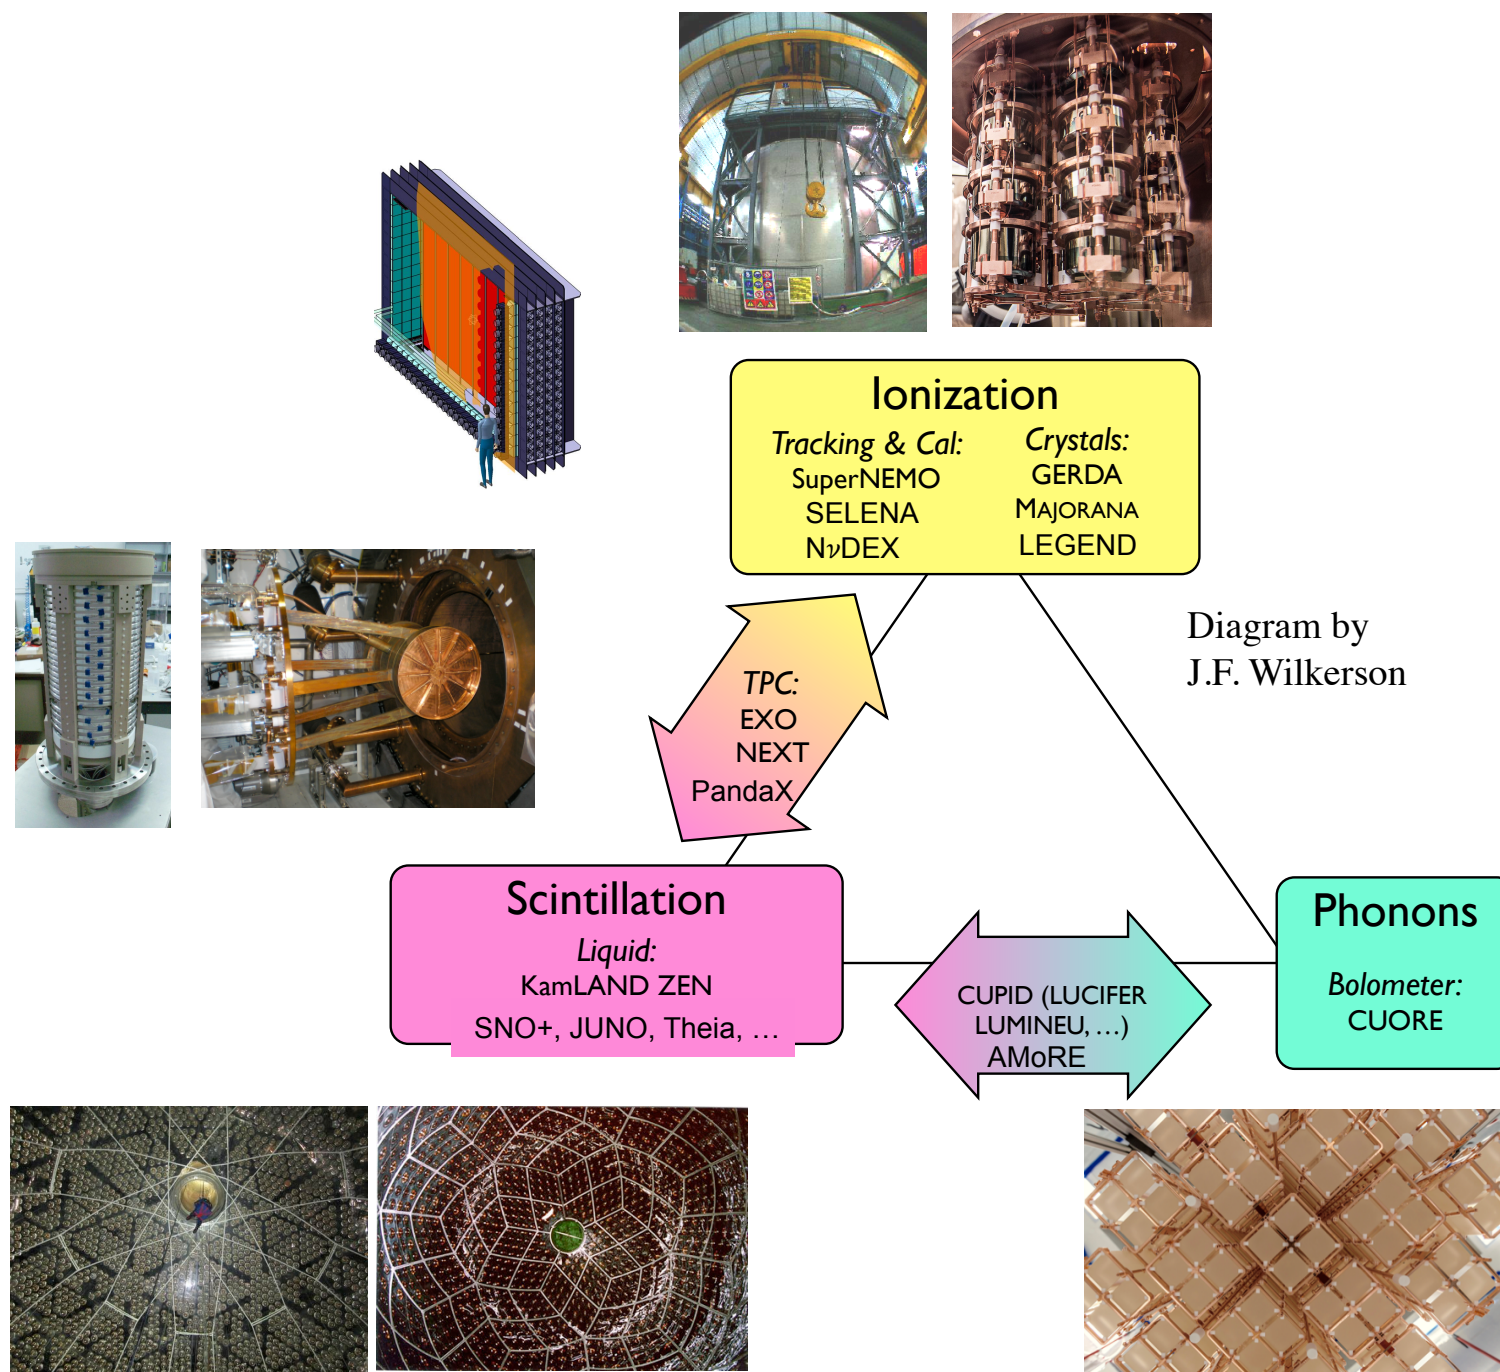 Ionization
Tracking & Cal:
SuperNEMO
SELENA
NνDEX
Crystals:
GERDA
MAJORANA
LEGEND
Diagram by
J.F. Wilkerson
TPC:
EXO
NEXT
PandaX
Scintillation
Liquid:
KamLAND ZEN
SNO+, JUNO, Theia, …
CUPID (LUCIFER
LUMINEU, …)
AMoRE
Phonons
Bolometer:
CUORE